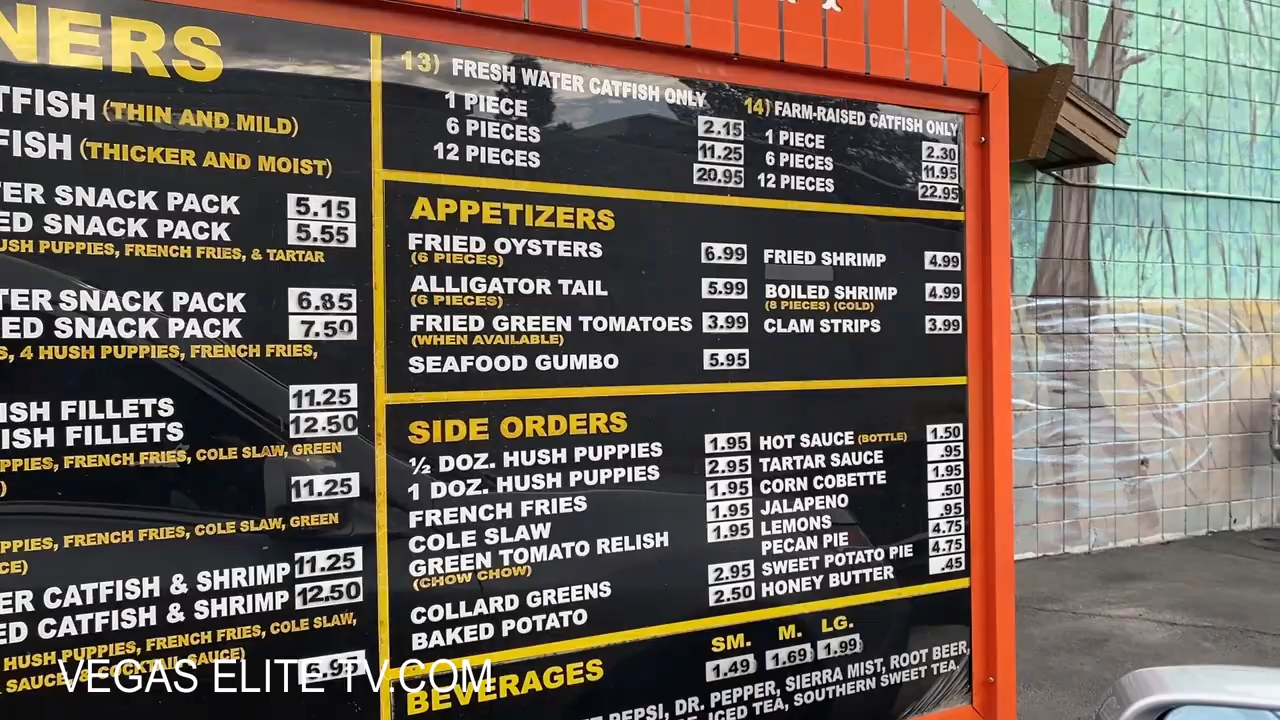 NERS
TFISH (THIN AND MILD)
FISH (THICKER AND MOIST)
TER SNACK PACK 5.15
ED SNACK PACK 5.55
USH PUPPIES, FRENCH FRIES, & TARTAR
TER SNACK PACK 6.85
ED SNACK PACK 7.50
S, 4 HUSH PUPPIES, FRENCH FRIES,
ISH FILLETS 11.25
ISH FILLETS 12.50
PPIES, FRENCH FRIES, COLE SLAW, GREEN
)
11.25
PPIES, FRENCH FRIES, COLE SLAW, GREEN
CE)
ER CATFISH & SHRIMP 11.25
ED CATFISH & SHRIMP 12.50
HUSH PUPPIES, FRENCH FRIES, COLE SLAW,
SAUCE & COCKTAIL SAUCE)
6.95
13) FRESH WATER CATFISH ONLY
1 PIECE 2.15
6 PIECES 11.25
12 PIECES 20.95
14) FARM-RAISED CATFISH ONLY
1 PIECE 2.30
6 PIECES 11.95
12 PIECES 22.95
APPETIZERS
FRIED OYSTERS 6.99
(6 PIECES)
ALLIGATOR TAIL 5.99
(6 PIECES)
FRIED GREEN TOMATOES 3.99
(WHEN AVAILABLE)
SEAFOOD GUMBO 5.95
FRIED SHRIMP 4.99
BOILED SHRIMP 4.99
(8 PIECES) (COLD)
CLAM STRIPS 3.99
SIDE ORDERS
½ DOZ. HUSH PUPPIES 1.95
1 DOZ. HUSH PUPPIES 2.95
FRENCH FRIES 1.95
COLE SLAW 1.95
GREEN TOMATO RELISH 1.95
(CHOW CHOW)
COLLARD GREENS 2.95
BAKED POTATO 2.50
HOT SAUCE (BOTTLE) 1.50
TARTAR SAUCE .95
CORN COBETTE 1.95
JALAPENO .50
LEMONS .95
PECAN PIE 4.75
SWEET POTATO PIE 4.75
HONEY BUTTER .45
BEVERAGES
SM. M. LG.
1.49 1.69 1.99
PEPSI, DR. PEPPER, SIERRA MIST, ROOT BEER,
ICED TEA, SOUTHERN SWEET TEA,
VEGAS ELITE TV.COM